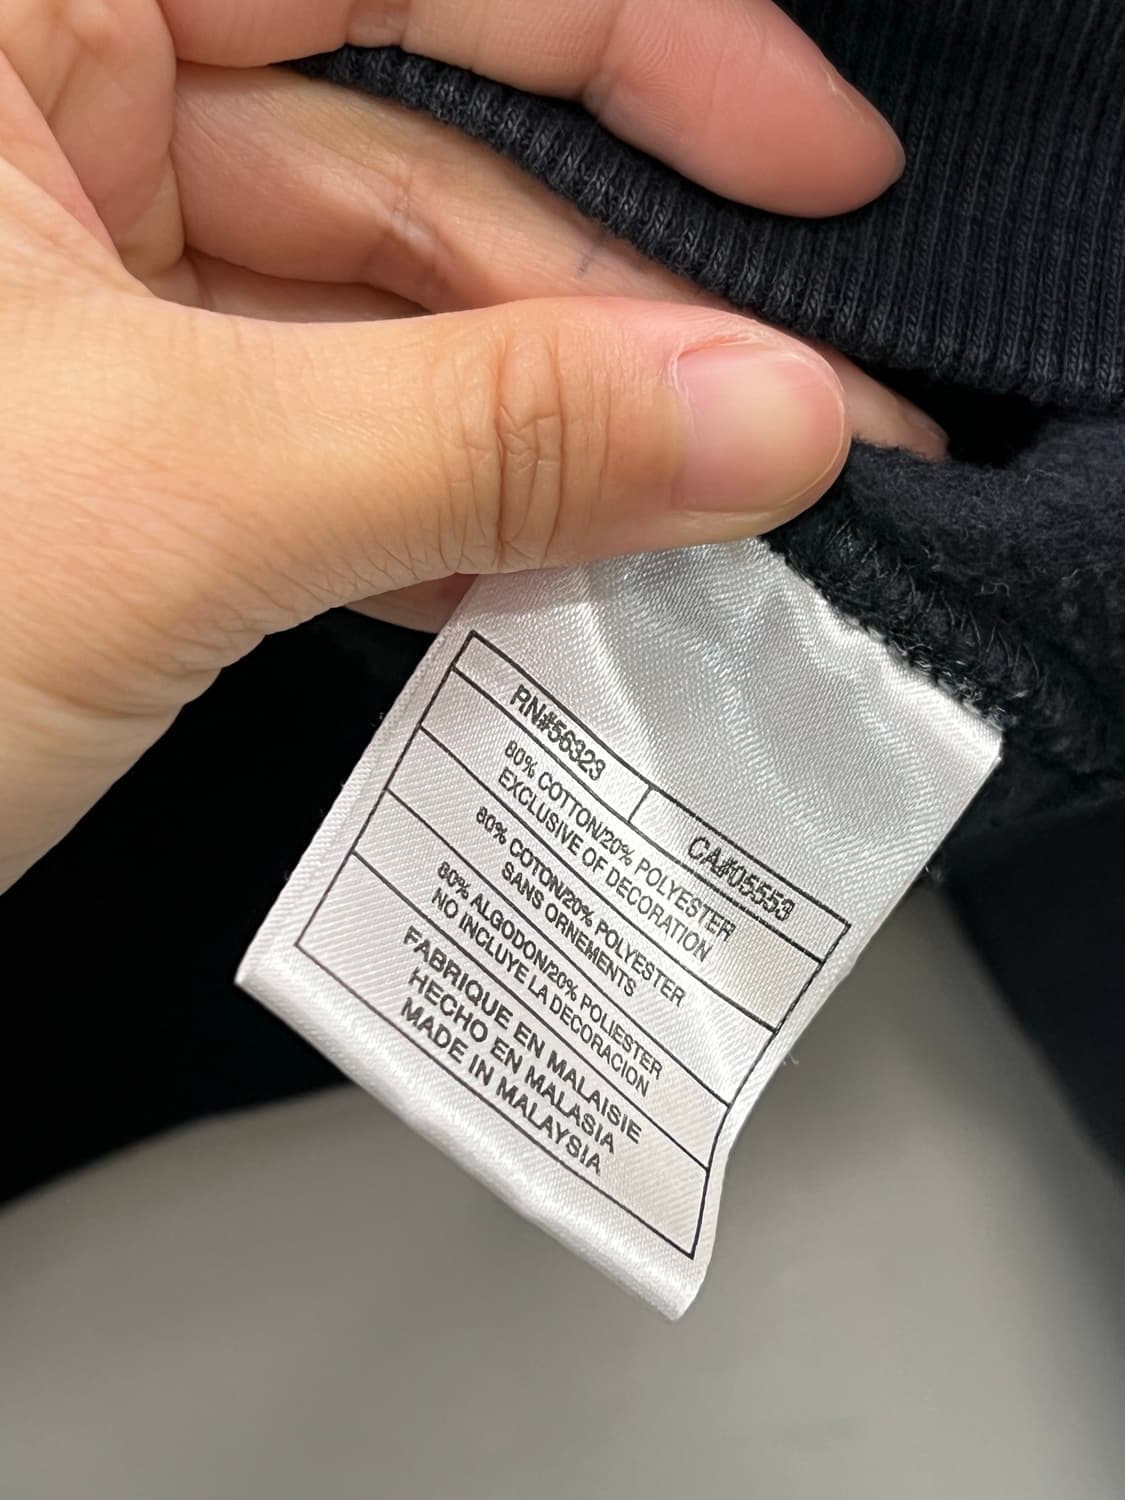 RN#56323
CA#05553
80% COTTON/20% POLYESTER
EXCLUSIVE OF DECORATION
80% COTON/20% POLYESTER
SANS ORNEMENTS
80% ALGODON/20% POLIESTER
NO INCLUYE LA DECORACION
FABRIQUE EN MALAISIE
HECHO EN MALASIA
MADE IN MALAYSIA